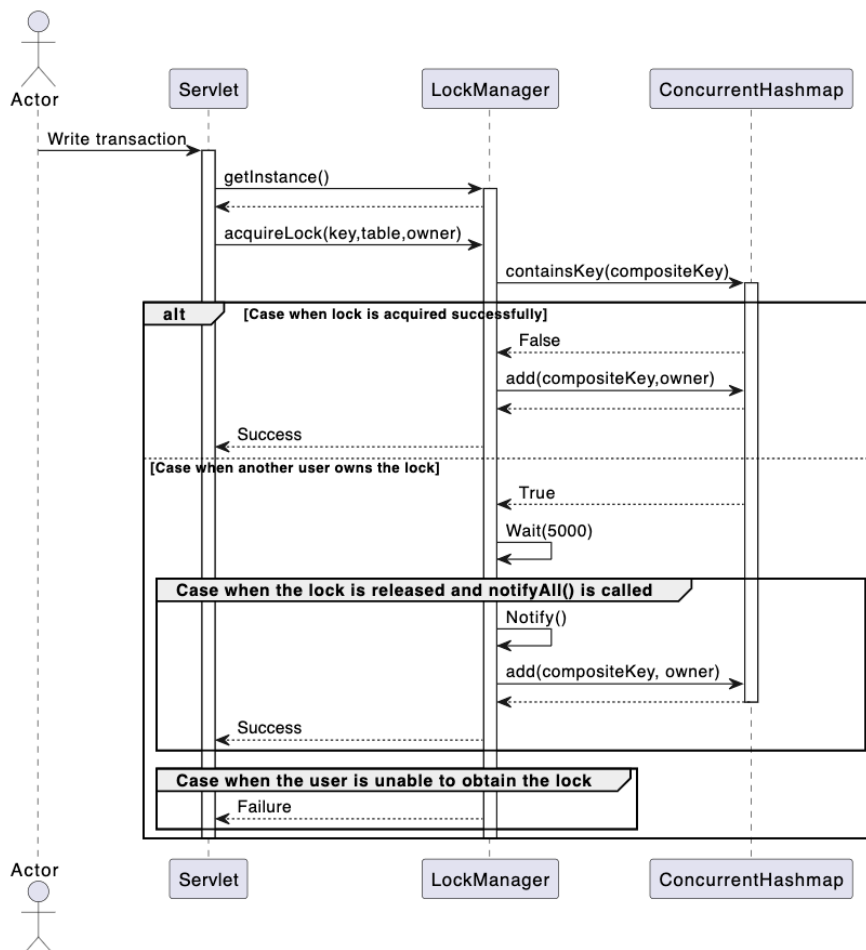 Actor
Servlet
LockManager
ConcurrentHashmap
Write transaction
getInstance()
acquireLock(key,table,owner)
containsKey(compositeKey)
alt
[Case when lock is acquired successfully]
False
add(compositeKey,owner)
Success
[Case when another user owns the lock]
True
Wait(5000)
Case when the lock is released and notifyAll() is called
Notify()
add(compositeKey, owner)
Success
Case when the user is unable to obtain the lock
Failure
Actor
Servlet
LockManager
ConcurrentHashmap